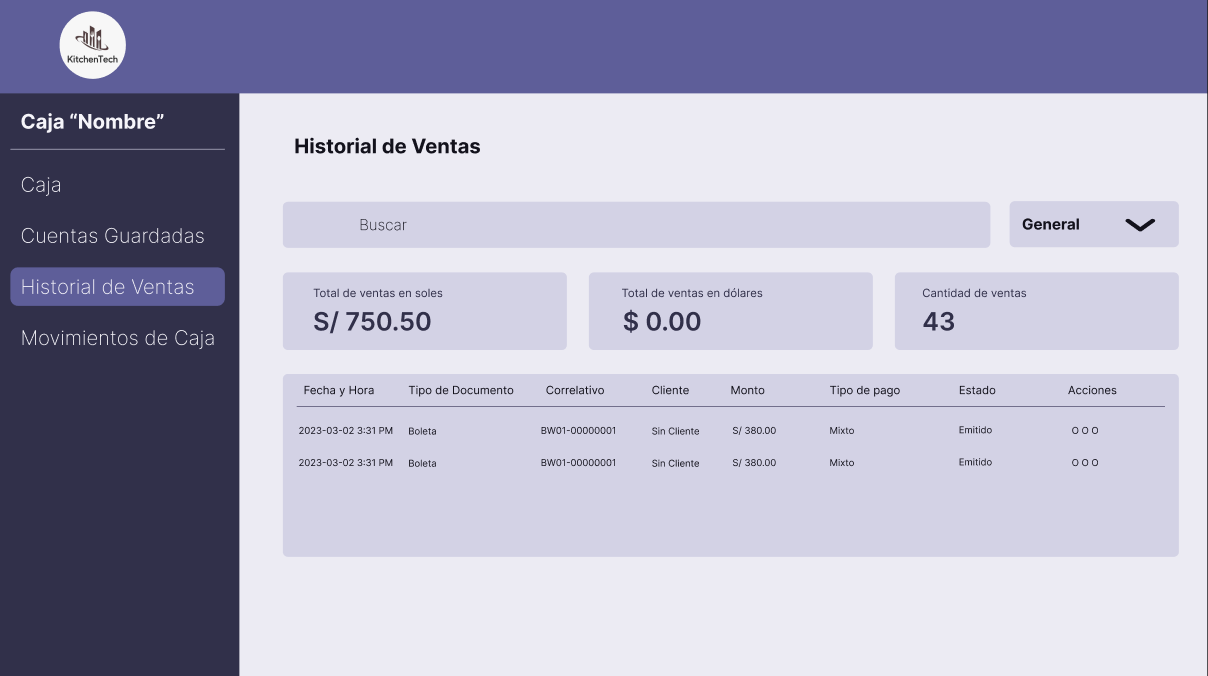 KitchenTech
Caja “Nombre”
Caja
Cuentas Guardadas
Historial de Ventas
Movimientos de Caja
Historial de Ventas
Buscar
General
Total de ventas en soles
S/ 750.50
Total de ventas en dólares
$ 0.00
Cantidad de ventas
43
Fecha y Hora Tipo de Documento Correlativo Cliente Monto Tipo de pago Estado Acciones
2023-03-02 3:31 PM Boleta BW01-00000001 Sin Cliente S/ 380.00 Mixto Emitido O O O
2023-03-02 3:31 PM Boleta BW01-00000001 Sin Cliente S/ 380.00 Mixto Emitido O O O